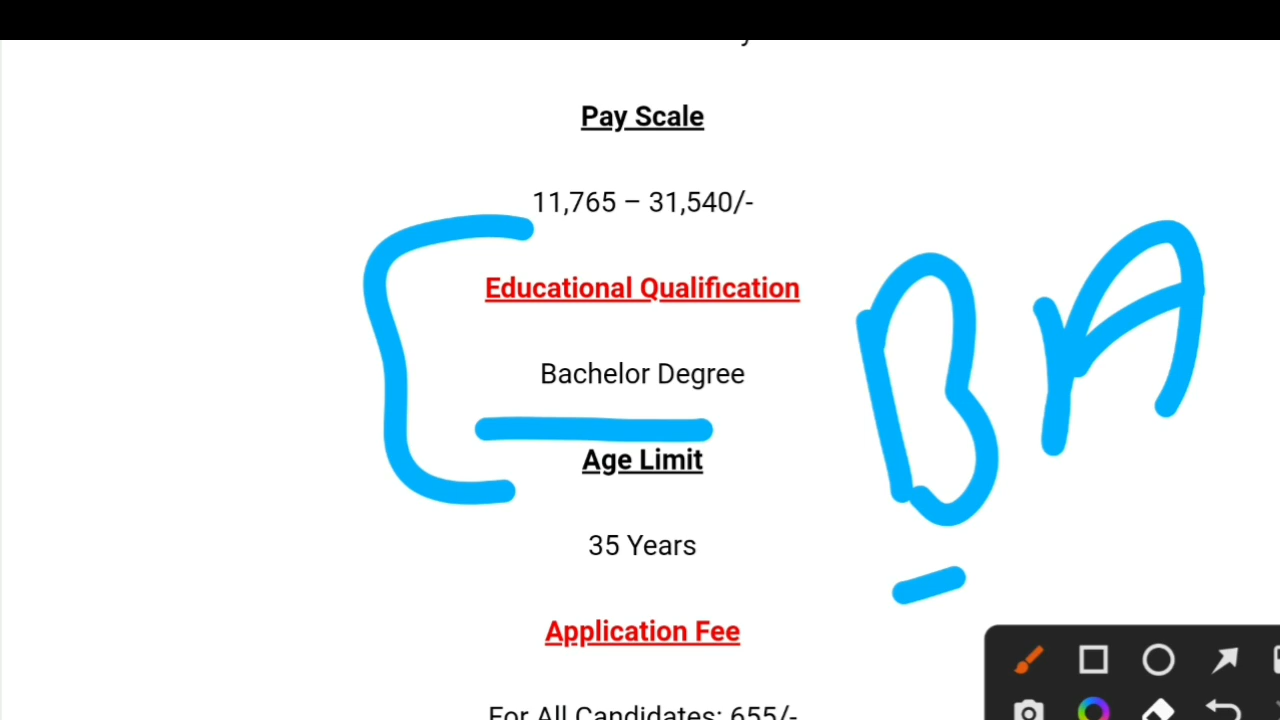 Pay Scale
11,765 – 31,540/-
Educational Qualification
Bachelor Degree
BA
Age Limit
35 Years
Application Fee
For All Candidates: 655/-